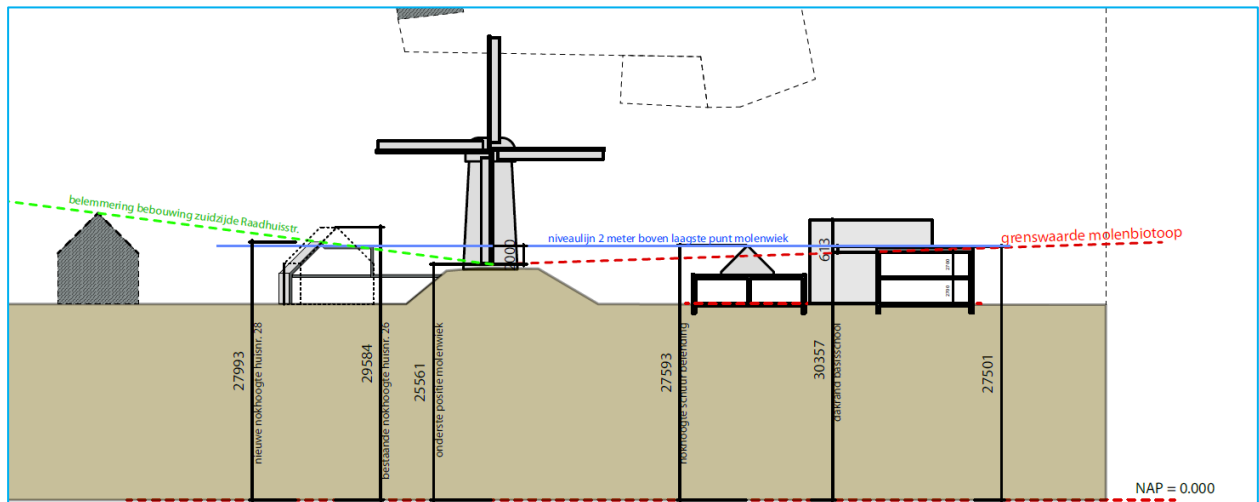 belemmering bebouwing zuidzijde Raadhuisstr.
niveaulijn 2 meter boven laagste punt molenwiek
grenswaarde molenbiotoop
613
27993
nieuwe nokhoogte huisnr. 28
29584
bestaande nokhoogte huisnr. 26
25561
onderste positie molenwiek
27593
nokhoogte schuur belending
30357
dakrand basisschool
27501
NAP = 0.000